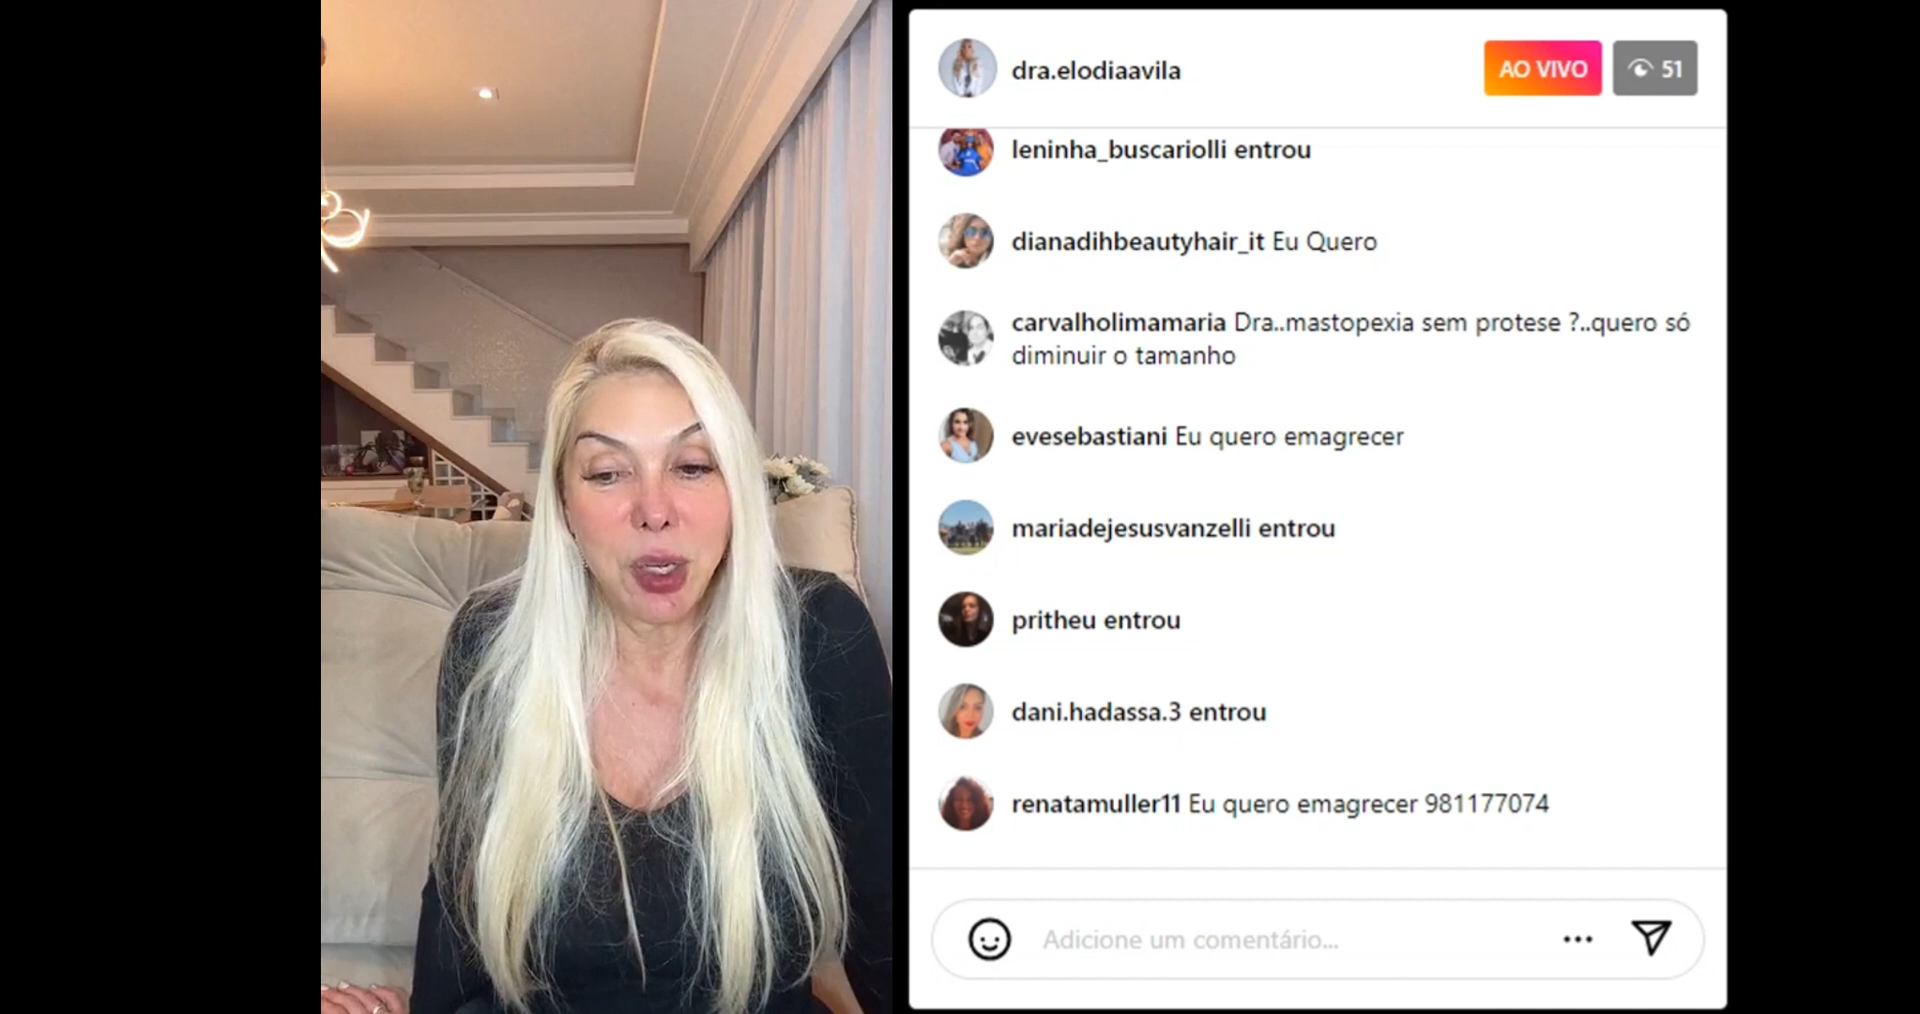 dra.elodiaavila
AO VIVO
51
leninha_buscariolli entrou
dianadihbeautyhair_it Eu Quero
carvalholimamaria Dra..mastopexia sem protese ?..quero só
diminuir o tamanho
evesebastiani Eu quero emagrecer
mariadejesusvanzelli entrou
pritheu entrou
dani.hadassa.3 entrou
renatamuller11 Eu quero emagrecer 981177074
Adicione um comentário...